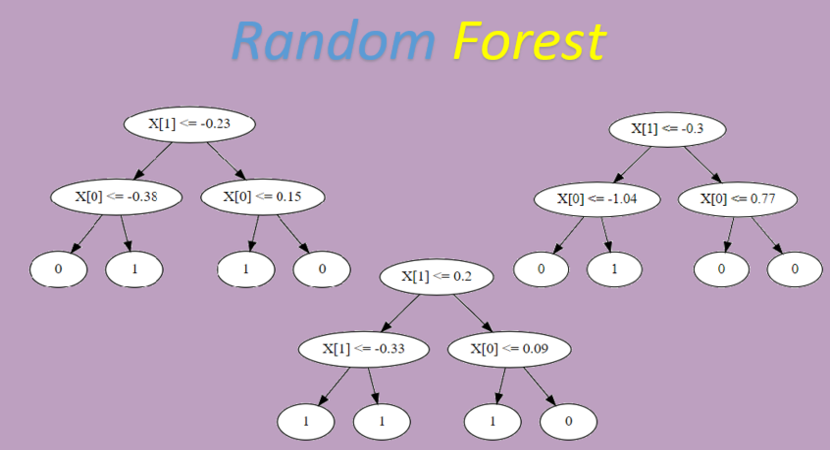 Random Forest
X[1] <= -0.23
X[0] <= -0.38
X[0] <= 0.15
0
1
1
0
X[1] <= 0.2
X[1] <= -0.33
X[0] <= 0.09
1
1
1
0
X[1] <= -0.3
X[0] <= -1.04
X[0] <= 0.77
0
1
0
0